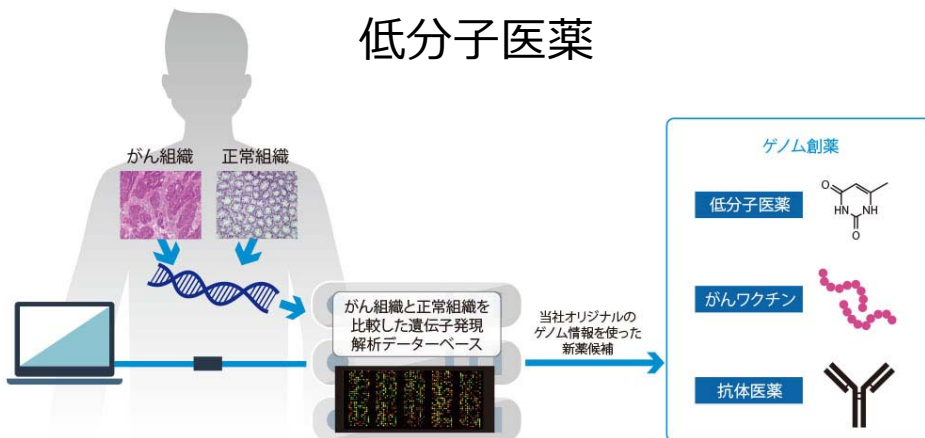 低分子医薬
がん組織
正常組織
がん組織と正常組織を
比較した遺伝子発現
解析データーベース
当社オリジナルの
ゲノム情報を使った
新薬候補
ゲノム創薬
低分子医薬
O
HN
NH
O
がんワクチン
抗体医薬